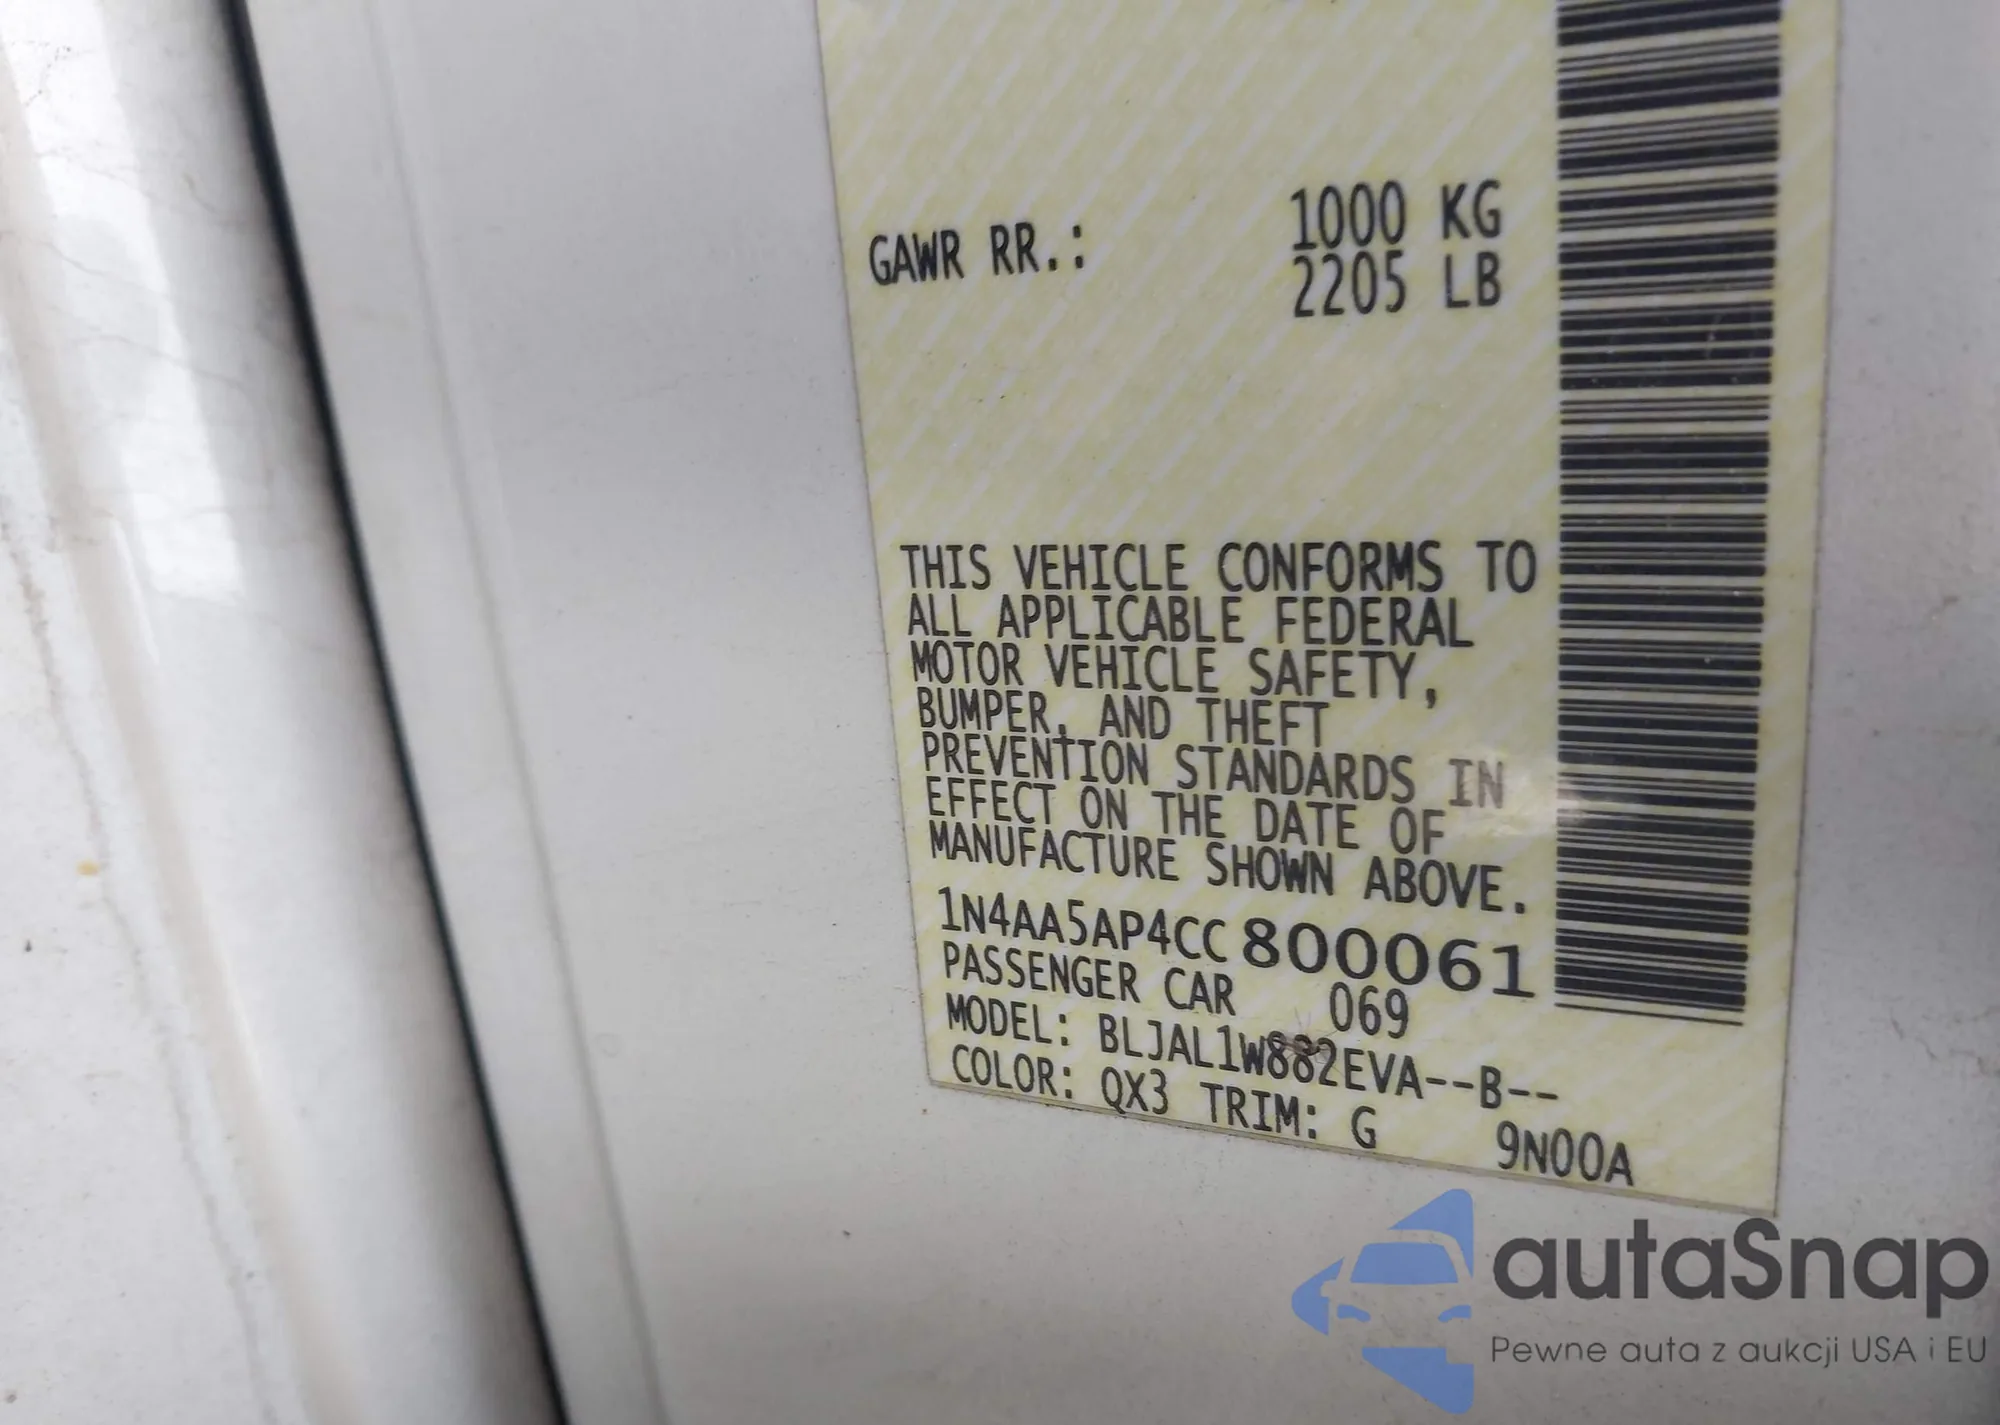 GAWR RR.: 1000 KG
2205 LB
THIS VEHICLE CONFORMS TO
ALL APPLICABLE FEDERAL
MOTOR VEHICLE SAFETY,
BUMPER, AND THEFT
PREVENTION STANDARDS IN
EFFECT ON THE DATE OF
MANUFACTURE SHOWN ABOVE.
1N4AA5AP4CC800061
PASSENGER CAR 069
MODEL: BLJAL1W882EVA--B--
COLOR: QX3 TRIM: G 9N00A
autaSnap
Pewne auta z aukcji USA i EU